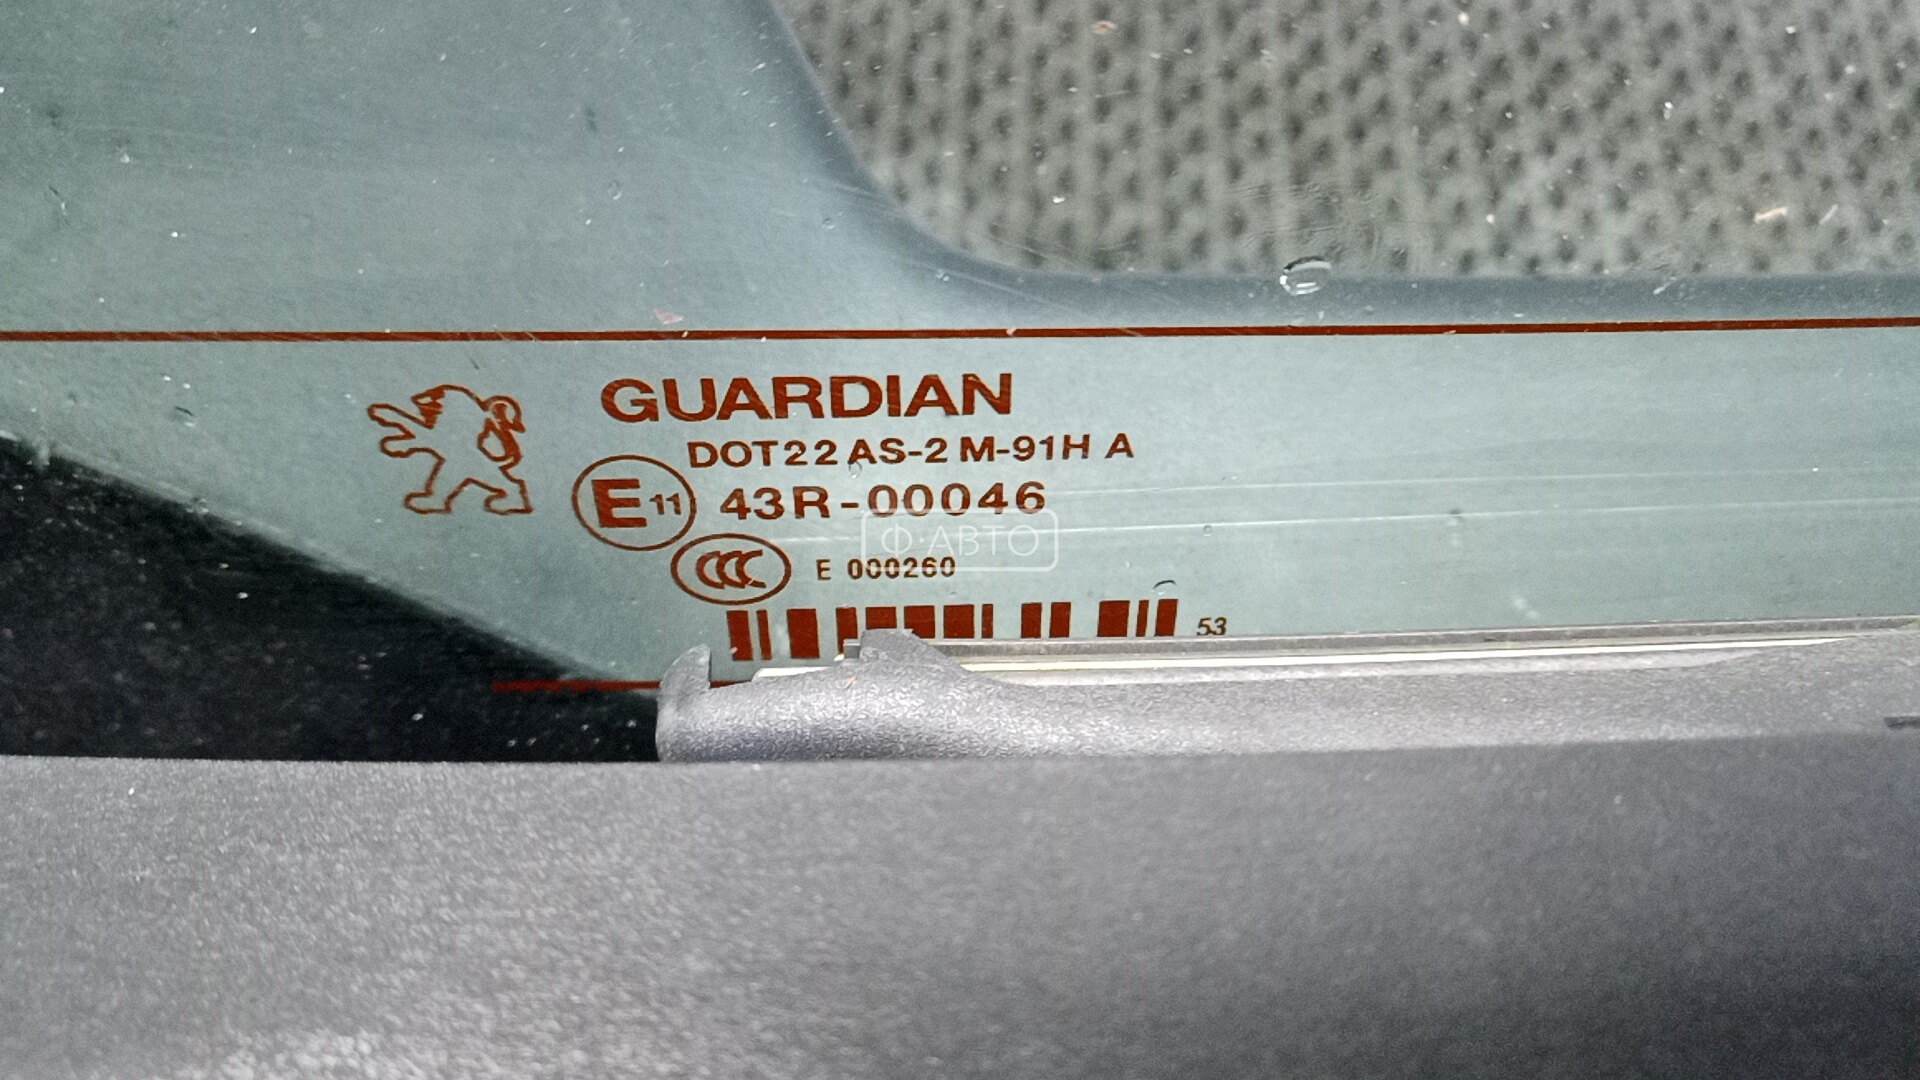 GUARDIAN
DOT22 AS-2 M-91H A
E 11 43R-00046
Ф·АВТО
CCC E 000260
53